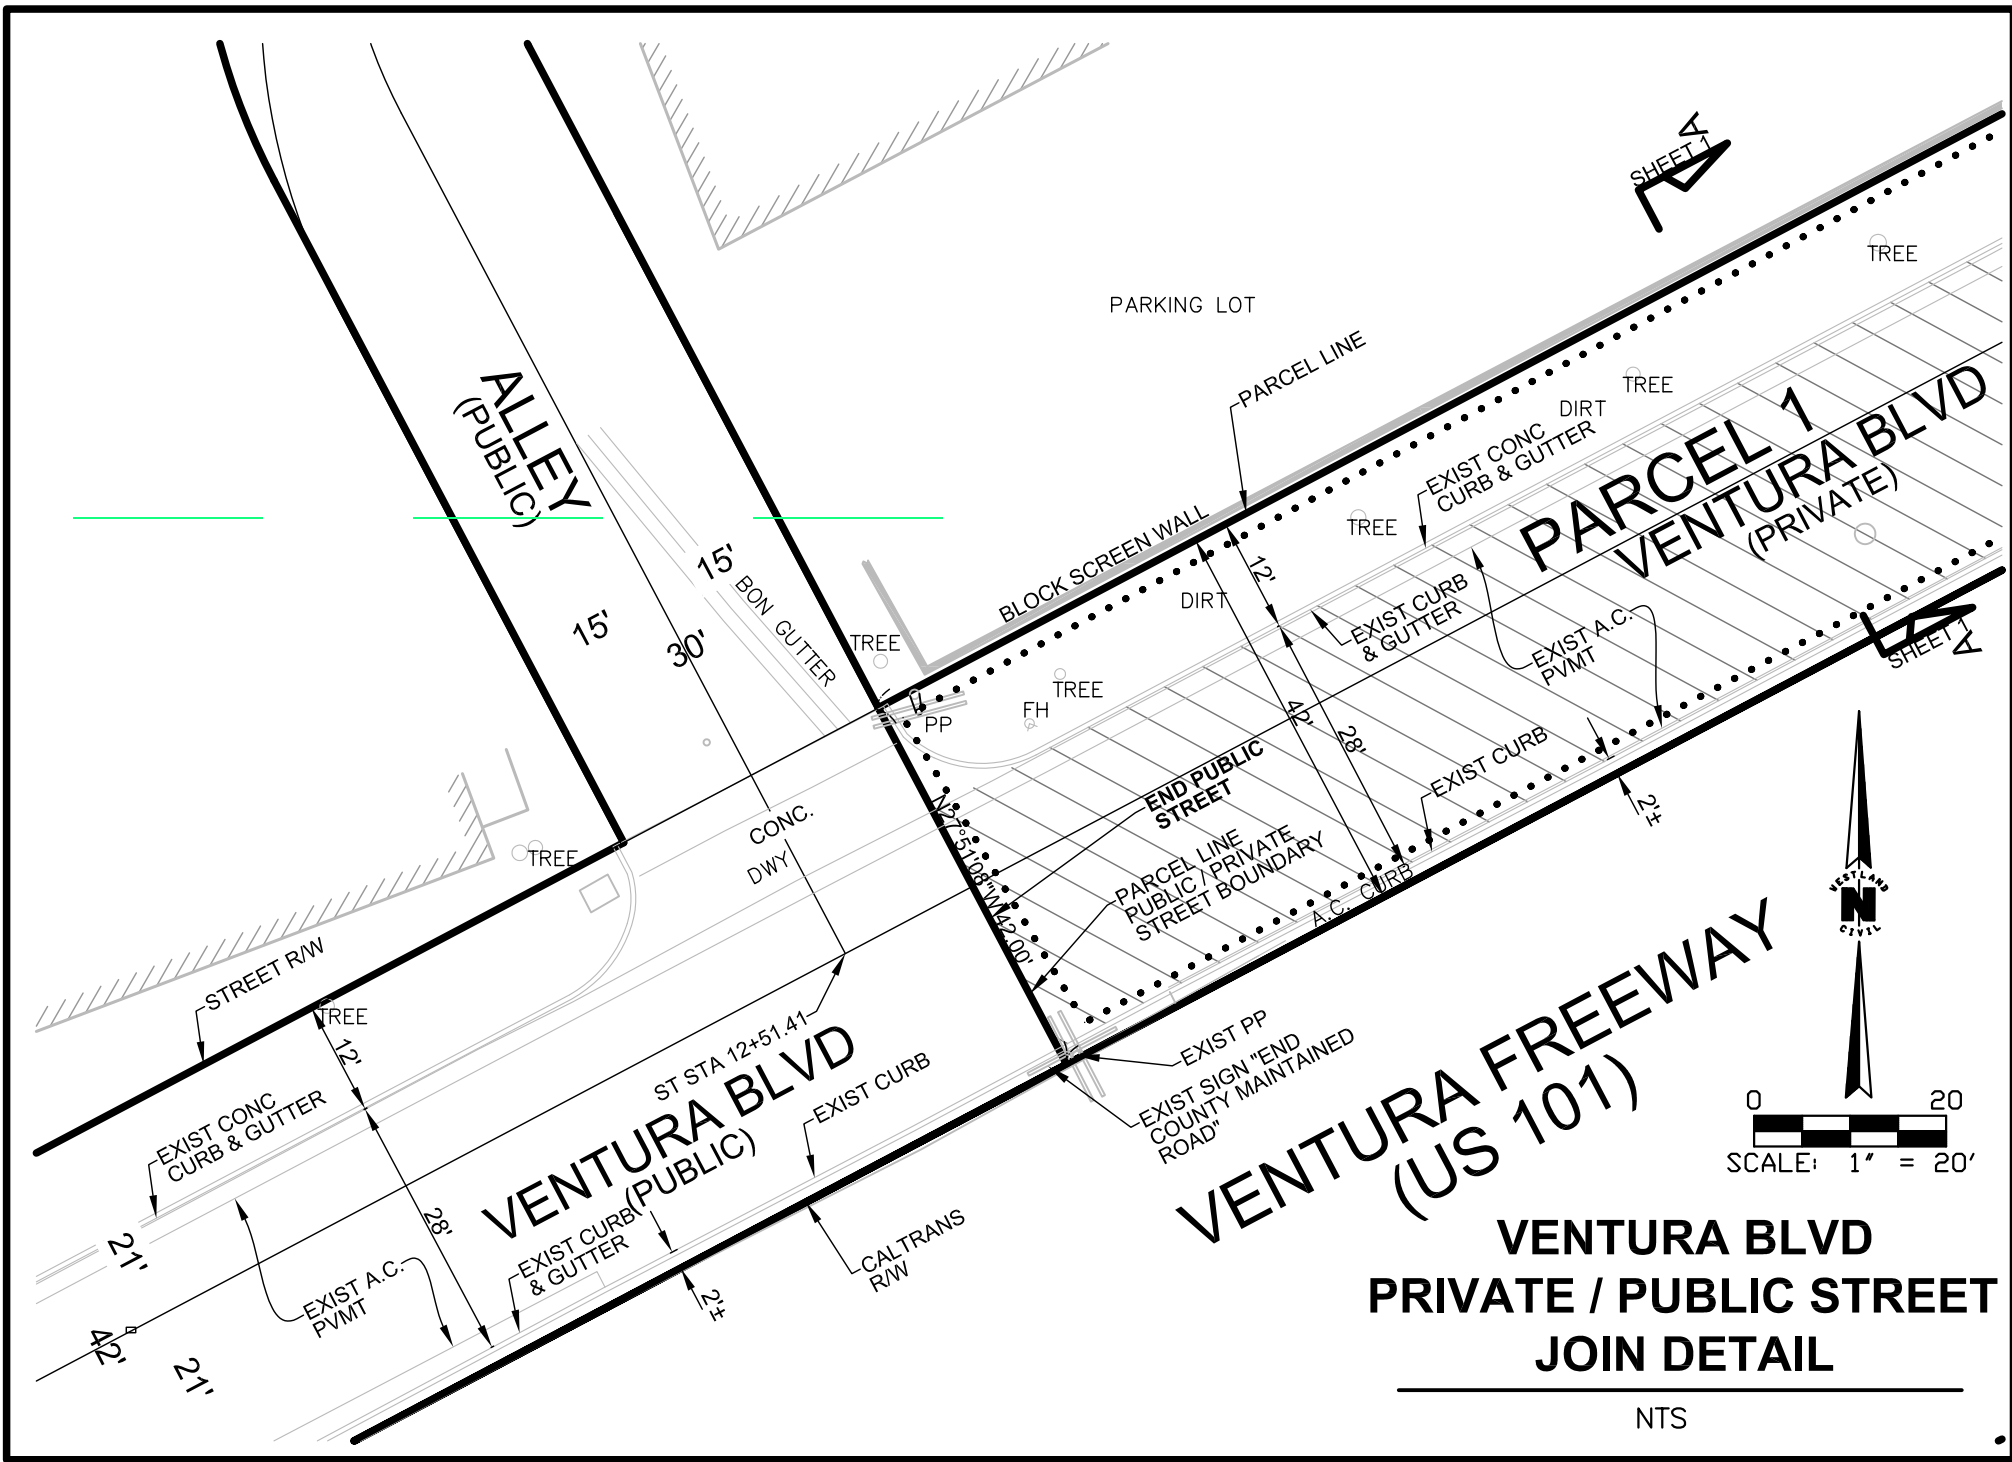 SHEET 1
A
TREE
PARKING LOT
PARCEL LINE
ALLEY
(PUBLIC)
TREE
DIRT
PARCEL 1
VENTURA BLVD
(PRIVATE)
EXIST CONC
CURB & GUTTER
TREE
BLOCK SCREEN WALL
15'
BON GUTTER
15'
30'
12'
DIRT
EXIST CURB
& GUTTER
EXIST A.C.
PVMT
SHEET 1
A
TREE
TREE
PP
FH
42'
28'
END PUBLIC
STREET
EXIST CURB
2'±
CONC.
DWY
N27°51'08"W 42.00'
PARCEL LINE
PUBLIC / PRIVATE
STREET BOUNDARY
A.C. CURB
TREE
STREET R/W
TREE
12'
ST STA 12+51.41
VENTURA BLVD
(PUBLIC)
EXIST CURB
EXIST PP
EXIST SIGN "END
COUNTY MAINTAINED
ROAD"
VENTURA FREEWAY
(US 101)
WESTLAND
N
CIVIL
0 20
SCALE: 1" = 20'
EXIST CONC
CURB & GUTTER
28'
21'
EXIST A.C.
PVMT
EXIST CURB
& GUTTER
2'±
CALTRANS
R/W
42'
21'
VENTURA BLVD
PRIVATE / PUBLIC STREET
JOIN DETAIL
NTS